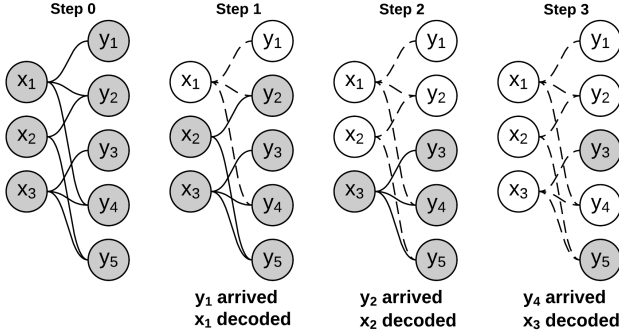 Step 0
y1
x1
y2
x2
y3
x3
y4
y5
Step 1
y1
x1
y2
x2
y3
x3
y4
y5
y1 arrived
x1 decoded
Step 2
y1
x1
y2
x2
y3
x3
y4
y5
y2 arrived
x2 decoded
Step 3
y1
x1
y2
x2
y3
x3
y4
y5
y4 arrived
x3 decoded